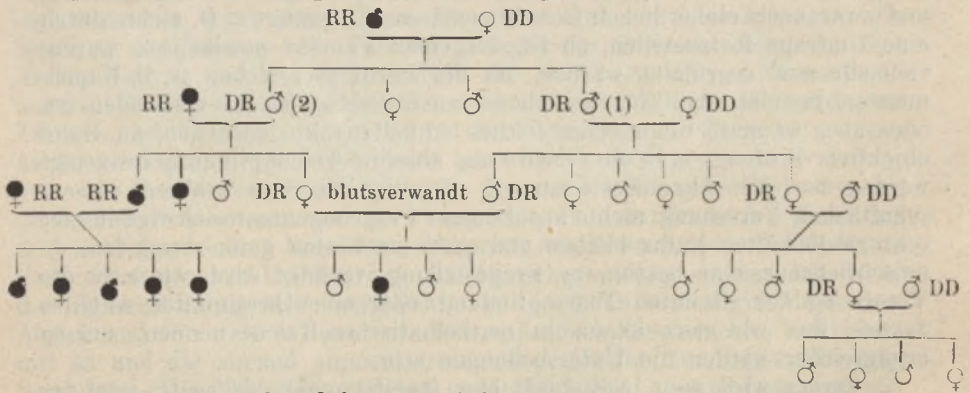 RR DD
RR DR (2) DR (1) DD
RR RR DR blutsverwandt DR DR DD
DR DD